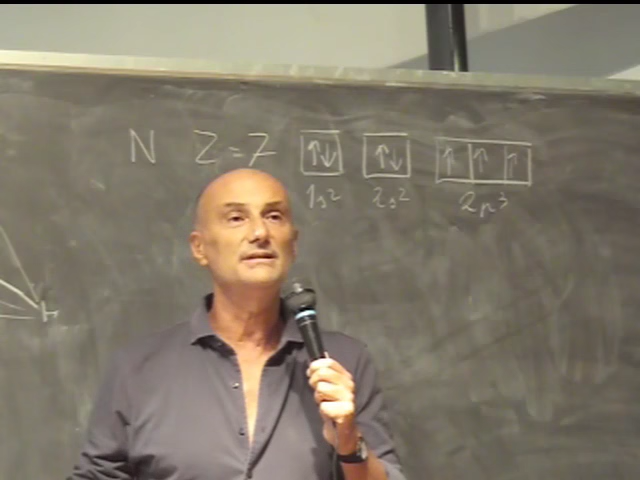 N Z=7 ↑↓ ↑↓ ↑ ↑ ↑
1s² 2s² 2p³
H